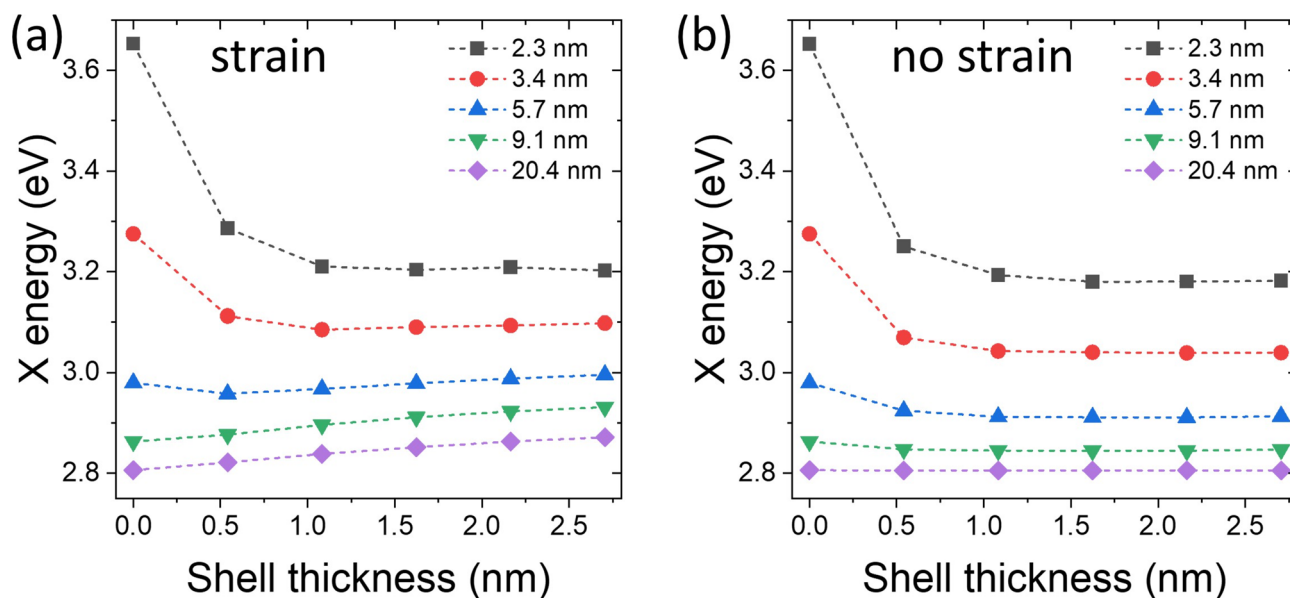 (a)
strain
2.3 nm
3.4 nm
5.7 nm
9.1 nm
20.4 nm
X energy (eV)
3.6
3.4
3.2
3.0
2.8
0.0 0.5 1.0 1.5 2.0 2.5
Shell thickness (nm)
(b)
no strain
2.3 nm
3.4 nm
5.7 nm
9.1 nm
20.4 nm
X energy (eV)
3.6
3.4
3.2
3.0
2.8
0.0 0.5 1.0 1.5 2.0 2.5
Shell thickness (nm)